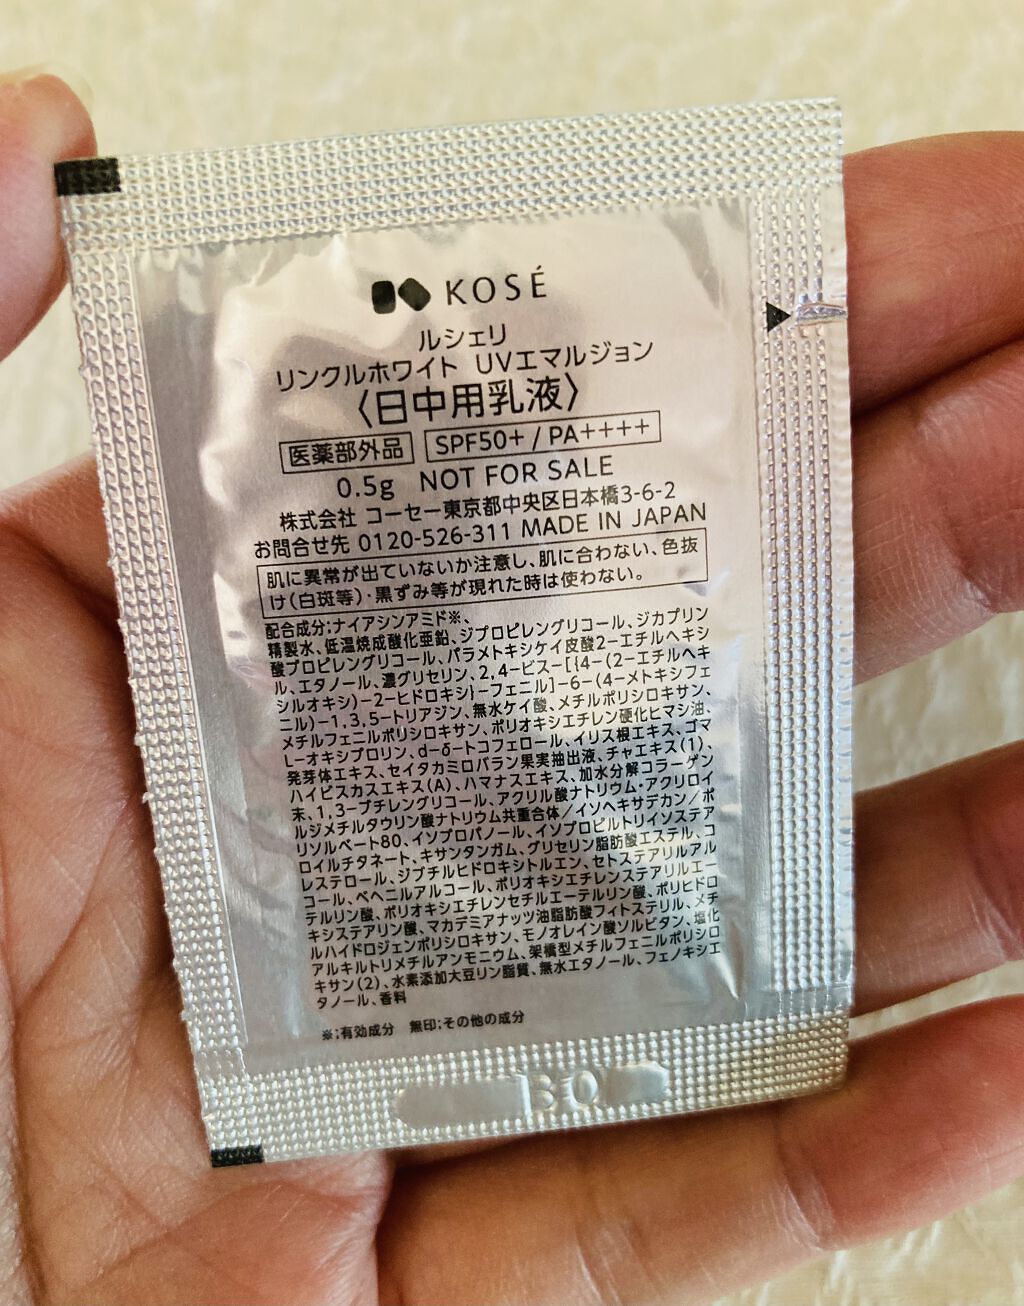 KOSÉ
ルシェリ
リンクルホワイト UVエマルジョン
〈日中用乳液〉
医薬部外品 SPF50+ / PA++++
0.5g NOT FOR SALE
株式会社 コーセー東京都中央区日本橋3-6-2
お問合せ先 0120-526-311 MADE IN JAPAN
肌に異常が出ていないか注意し、肌に合わない、色抜
け(白斑等)・黒ずみ等が現れた時は使わない。
配合成分;ナイアシンアミド※、
精製水、低温焼成酸化亜鉛、ジプロピレングリコール、ジカプリン
酸プロピレングリコール、パラメトキシケイ皮酸2-エチルヘキシ
ル、エタノール、濃グリセリン、2,4-ビス-[{4-(2-エチルヘキ
シルオキシ)-2-ヒドロキシ}-フェニル]-6-(4-メトキシフェ
ニル)-1,3,5-トリアジン、無水ケイ酸、メチルポリシロキサン、
メチルフェニルポリシロキサン、ポリオキシエチレン硬化ヒマシ油、
L-オキシプロリン、d-δ-トコフェロール、イリス根エキス、ゴマ
発芽体エキス、セイタカミロバラン果実抽出液、チャエキス(1)、
ハイビスカスエキス(A)、ハマナスエキス、加水分解コラーゲン
末、1,3-ブチレングリコール、アクリル酸ナトリウム・アクリロイ
ルジメチルタウリン酸ナトリウム共重合体/イソヘキサデカン/ポ
リソルベート80、イソプロパノール、イソプロピルトリイソステア
ロイルチタネート、キサンタンガム、グリセリン脂肪酸エステル、コ
レステロール、ジブチルヒドロキシトルエン、セトステアリルアル
コール、ベヘニルアルコール、ポリオキシエチレンステアリルエー
テルリン酸、ポリオキシエチレンセチルエーテルリン酸、ポリヒドロ
キシステアリン酸、マカデミアナッツ油脂肪酸フィトステリル、メチ
ルハイドロジェンポリシロキサン、モノオレイン酸ソルビタン、塩化
アルキルトリメチルアンモニウム、架橋型メチルフェニルポリシロ
キサン(2)、水素添加大豆リン脂質、無水エタノール、フェノキシエ
タノール、香料
※;有効成分 無印;その他の成分